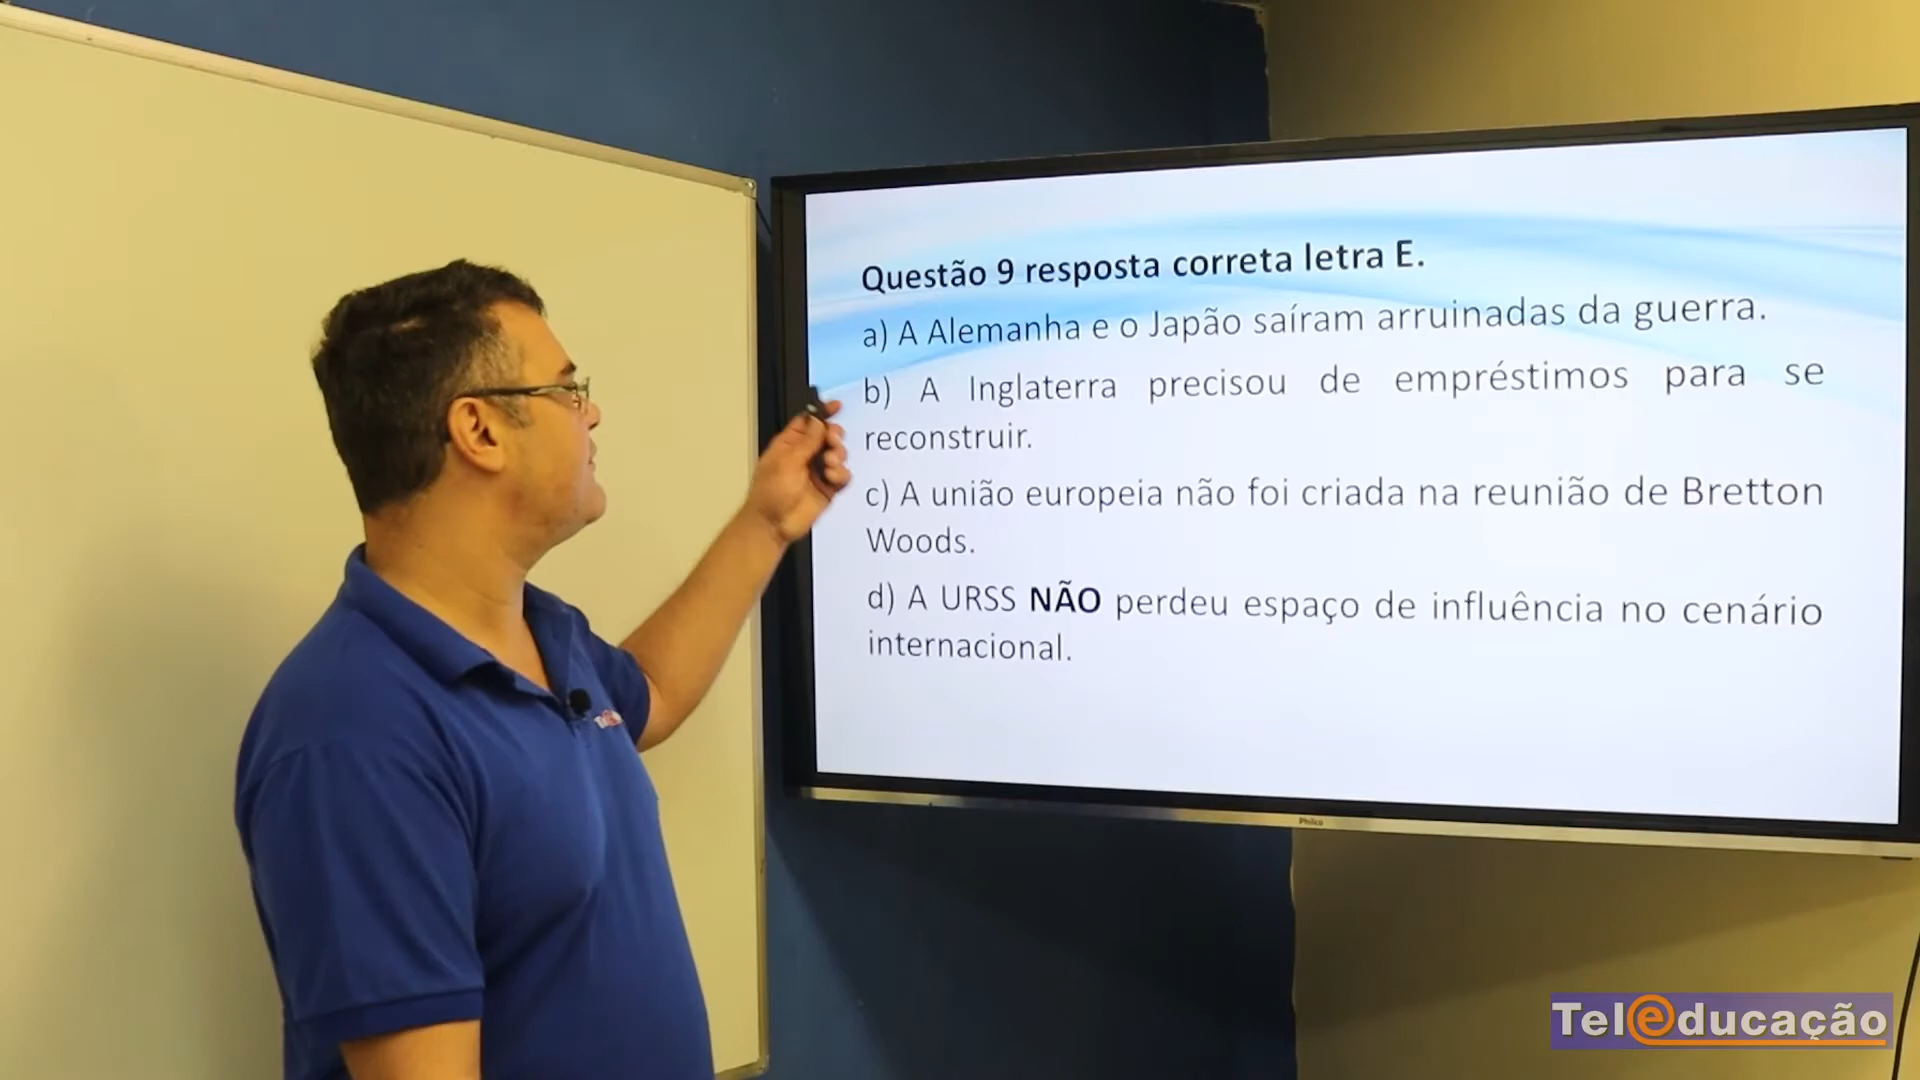 Questão 9 resposta correta letra E.
a) A Alemanha e o Japão saíram arruinadas da guerra.
b) A Inglaterra precisou de empréstimos para se
reconstruir.
c) A união europeia não foi criada na reunião de Bretton
Woods.
d) A URSS NÃO perdeu espaço de influência no cenário
internacional.
Philco
Teleducação